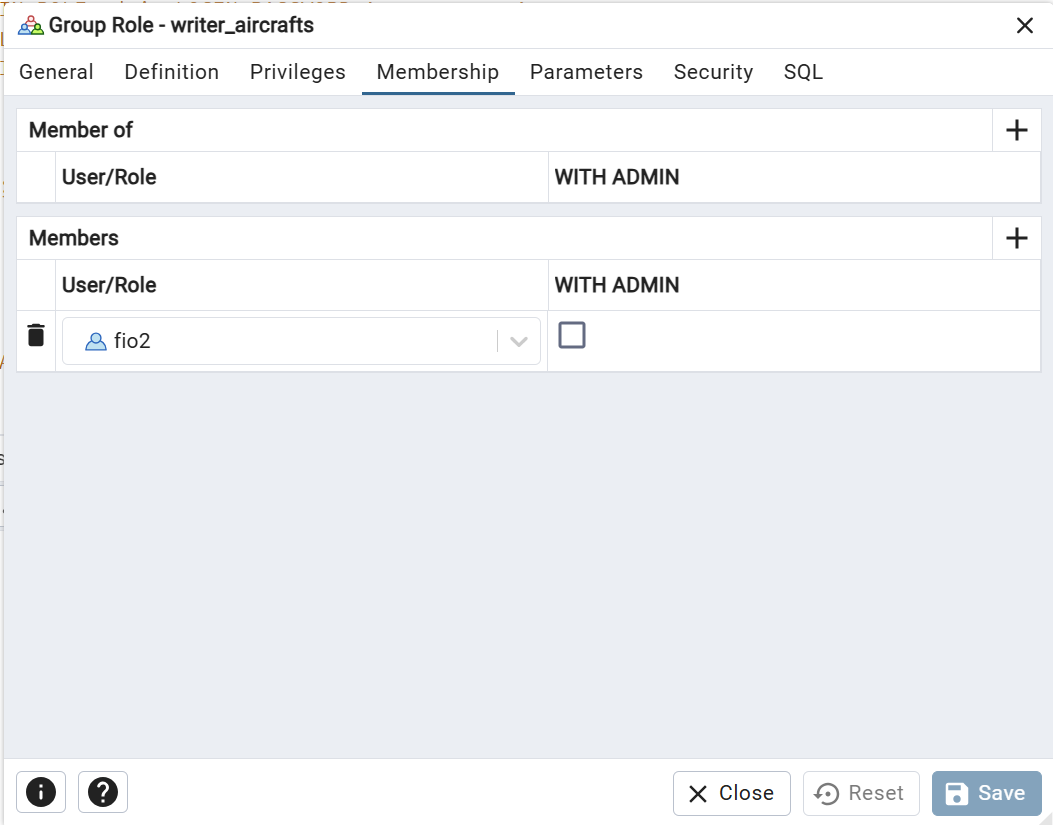 Group Role - writer_aircrafts
General Definition Privileges Membership Parameters Security SQL
Member of
User/Role WITH ADMIN
Members
User/Role WITH ADMIN
fio2
Close Reset Save